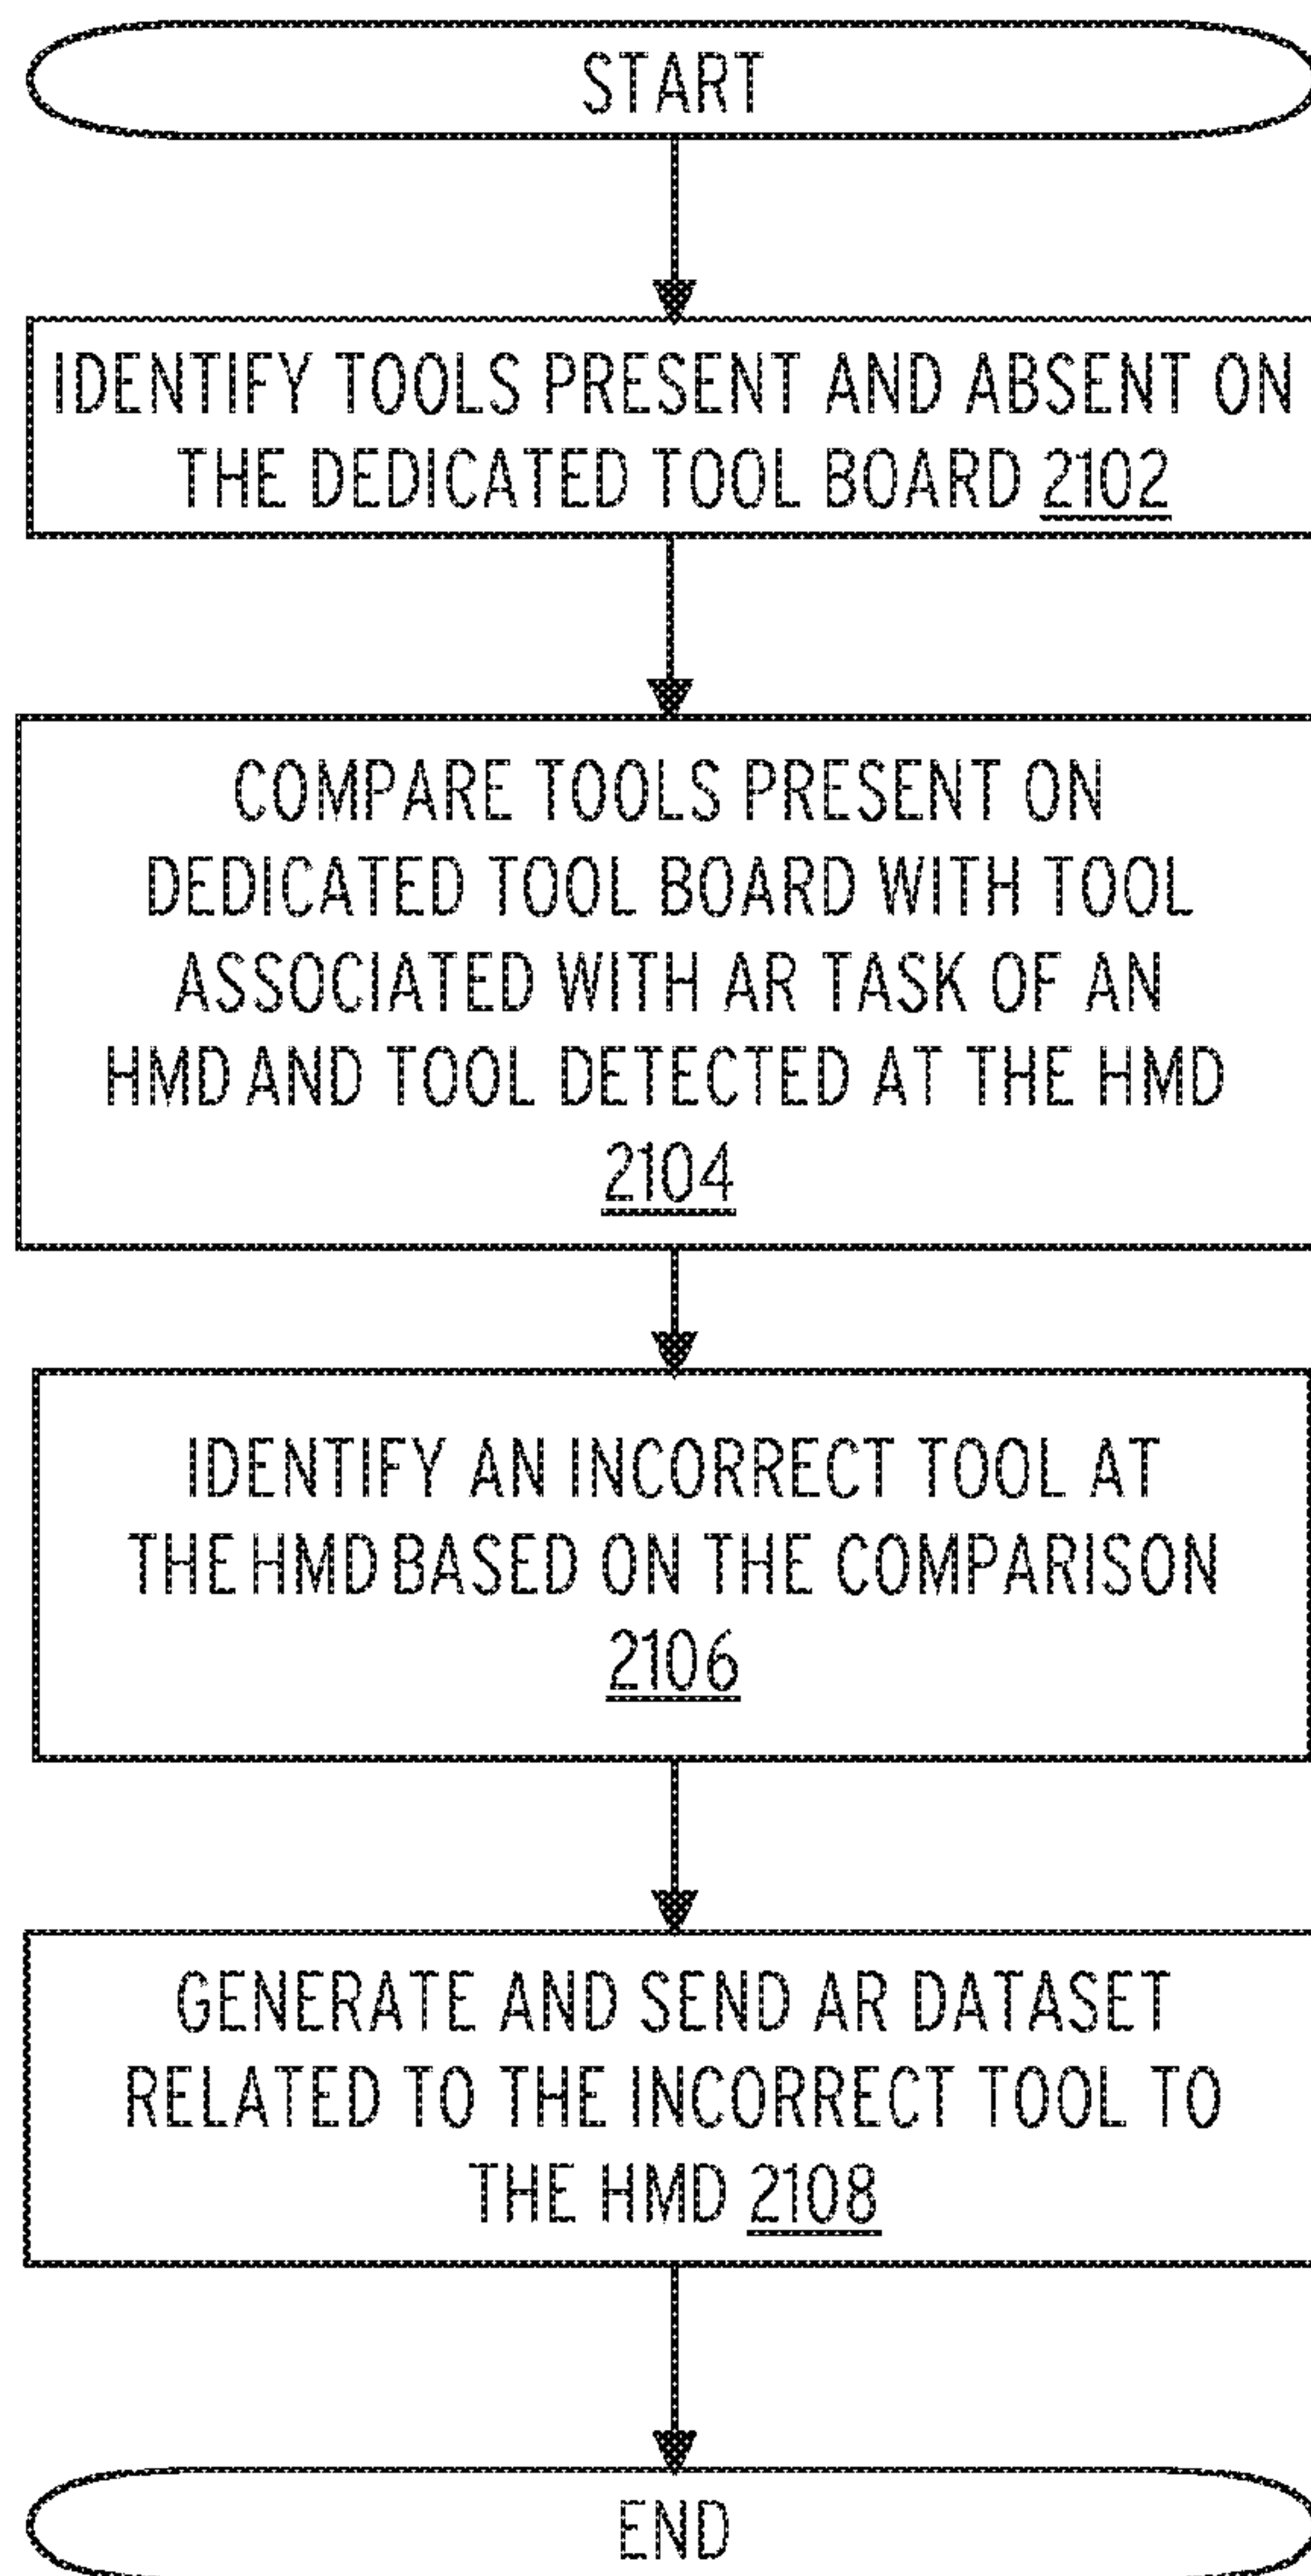 START
IDENTIFY TOOLS PRESENT AND ABSENT ON
THE DEDICATED TOOL BOARD 2102
COMPARE TOOLS PRESENT ON
DEDICATED TOOL BOARD WITH TOOL
ASSOCIATED WITH AR TASK OF AN
HMD AND TOOL DETECTED AT THE HMD
2104
IDENTIFY AN INCORRECT TOOL AT
THE HMD BASED ON THE COMPARISON
2106
GENERATE AND SEND AR DATASET
RELATED TO THE INCORRECT TOOL TO
THE HMD 2108
END